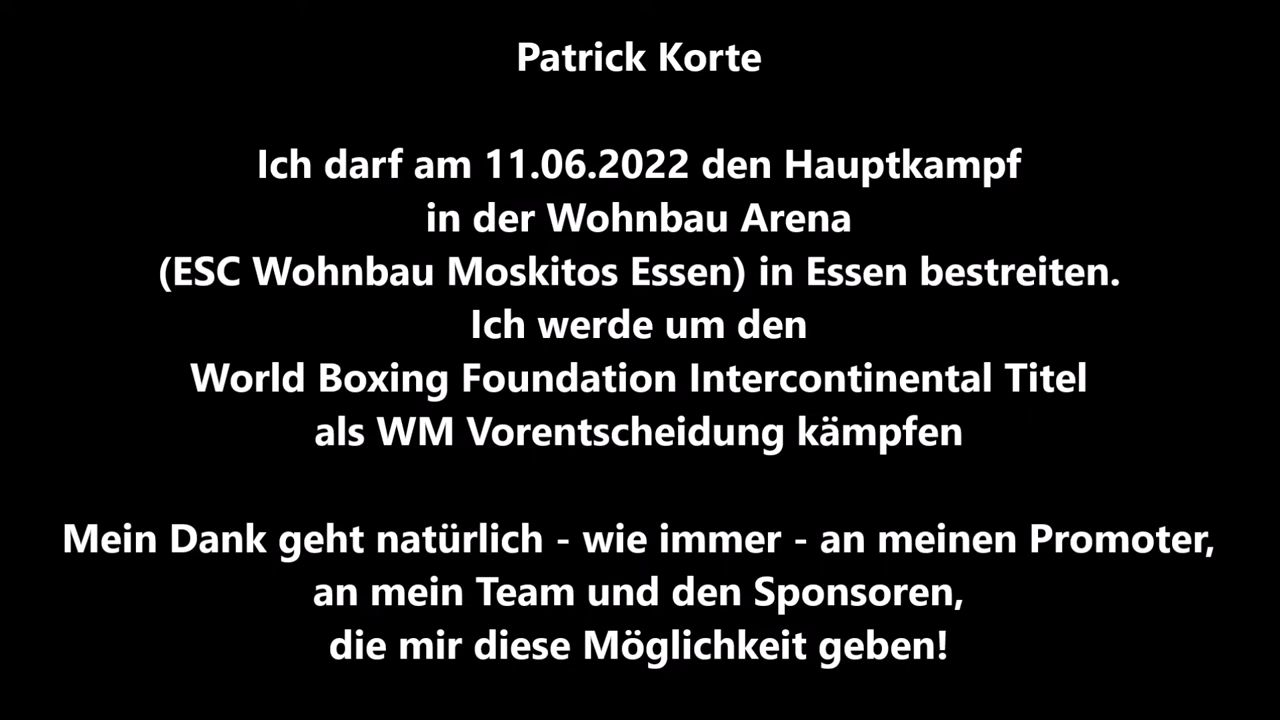 Patrick Korte
Ich darf am 11.06.2022 den Hauptkampf
in der Wohnbau Arena
(ESC Wohnbau Moskitos Essen) in Essen bestreiten.
Ich werde um den
World Boxing Foundation Intercontinental Titel
als WM Vorentscheidung kämpfen
Mein Dank geht natürlich - wie immer - an meinen Promoter,
an mein Team und den Sponsoren,
die mir diese Möglichkeit geben!